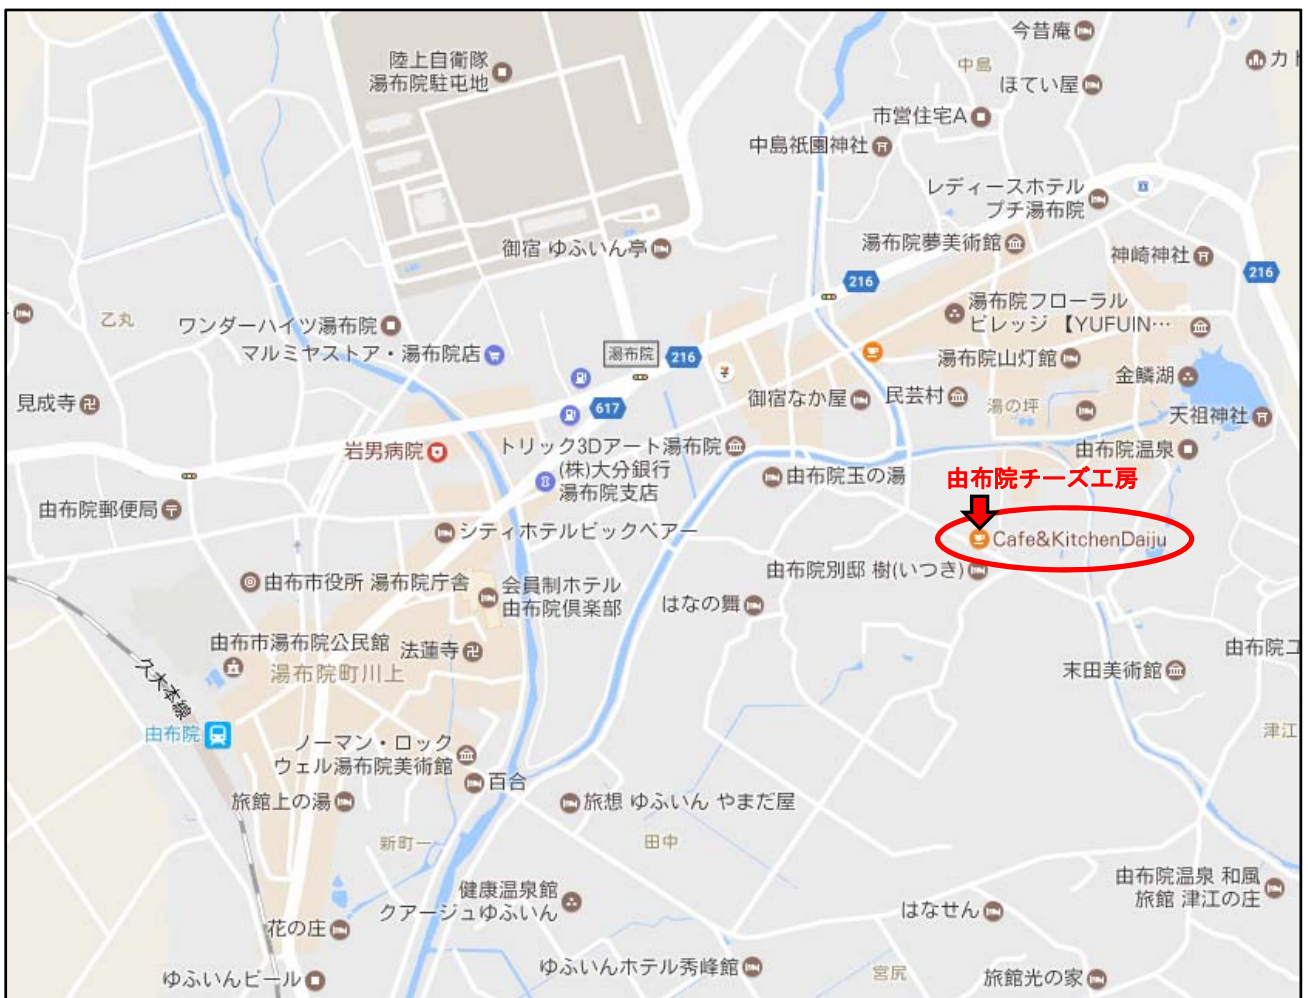 今昔庵
陸上自衛隊
湯布院駐屯地
中島
カト
ほてい屋
市営住宅A
中島祇園神社
レディースホテル
プチ湯布院
御宿 ゆふいん亭
湯布院夢美術館
神崎神社
216
216
湯布院フローラル
ビレッジ 【YUFUIN…
乙丸
ワンダーハイツ湯布院
マルミヤストア・湯布院店
湯布院
216
湯布院山灯館
金鱗湖
見成寺
617
御宿なか屋
民芸村
湯の坪
天祖神社
岩男病院
トリック3Dアート湯布院
(株)大分銀行
湯布院支店
由布院温泉
由布院玉の湯
由布院チーズ工房
由布院郵便局
シティホテルビックベアー
Cafe&KitchenDaiju
由布院別邸 樹(いつき)
由布市役所 湯布院庁舎
会員制ホテル
由布院倶楽部
はなの舞
由布市湯布院公民館
法蓮寺
由布院コ
湯布院町川上
末田美術館
久大本線
由布院
津江
ノーマン・ロック
ウェル湯布院美術館
百合
旅館上の湯
旅想 ゆふいん やまだ屋
新町一
田中
健康温泉館
クアージュゆふいん
由布院温泉 和風
旅館 津江の庄
はなせん
花の庄
ゆふいんホテル秀峰館
宮尻
旅館光の家
ゆふいんビール